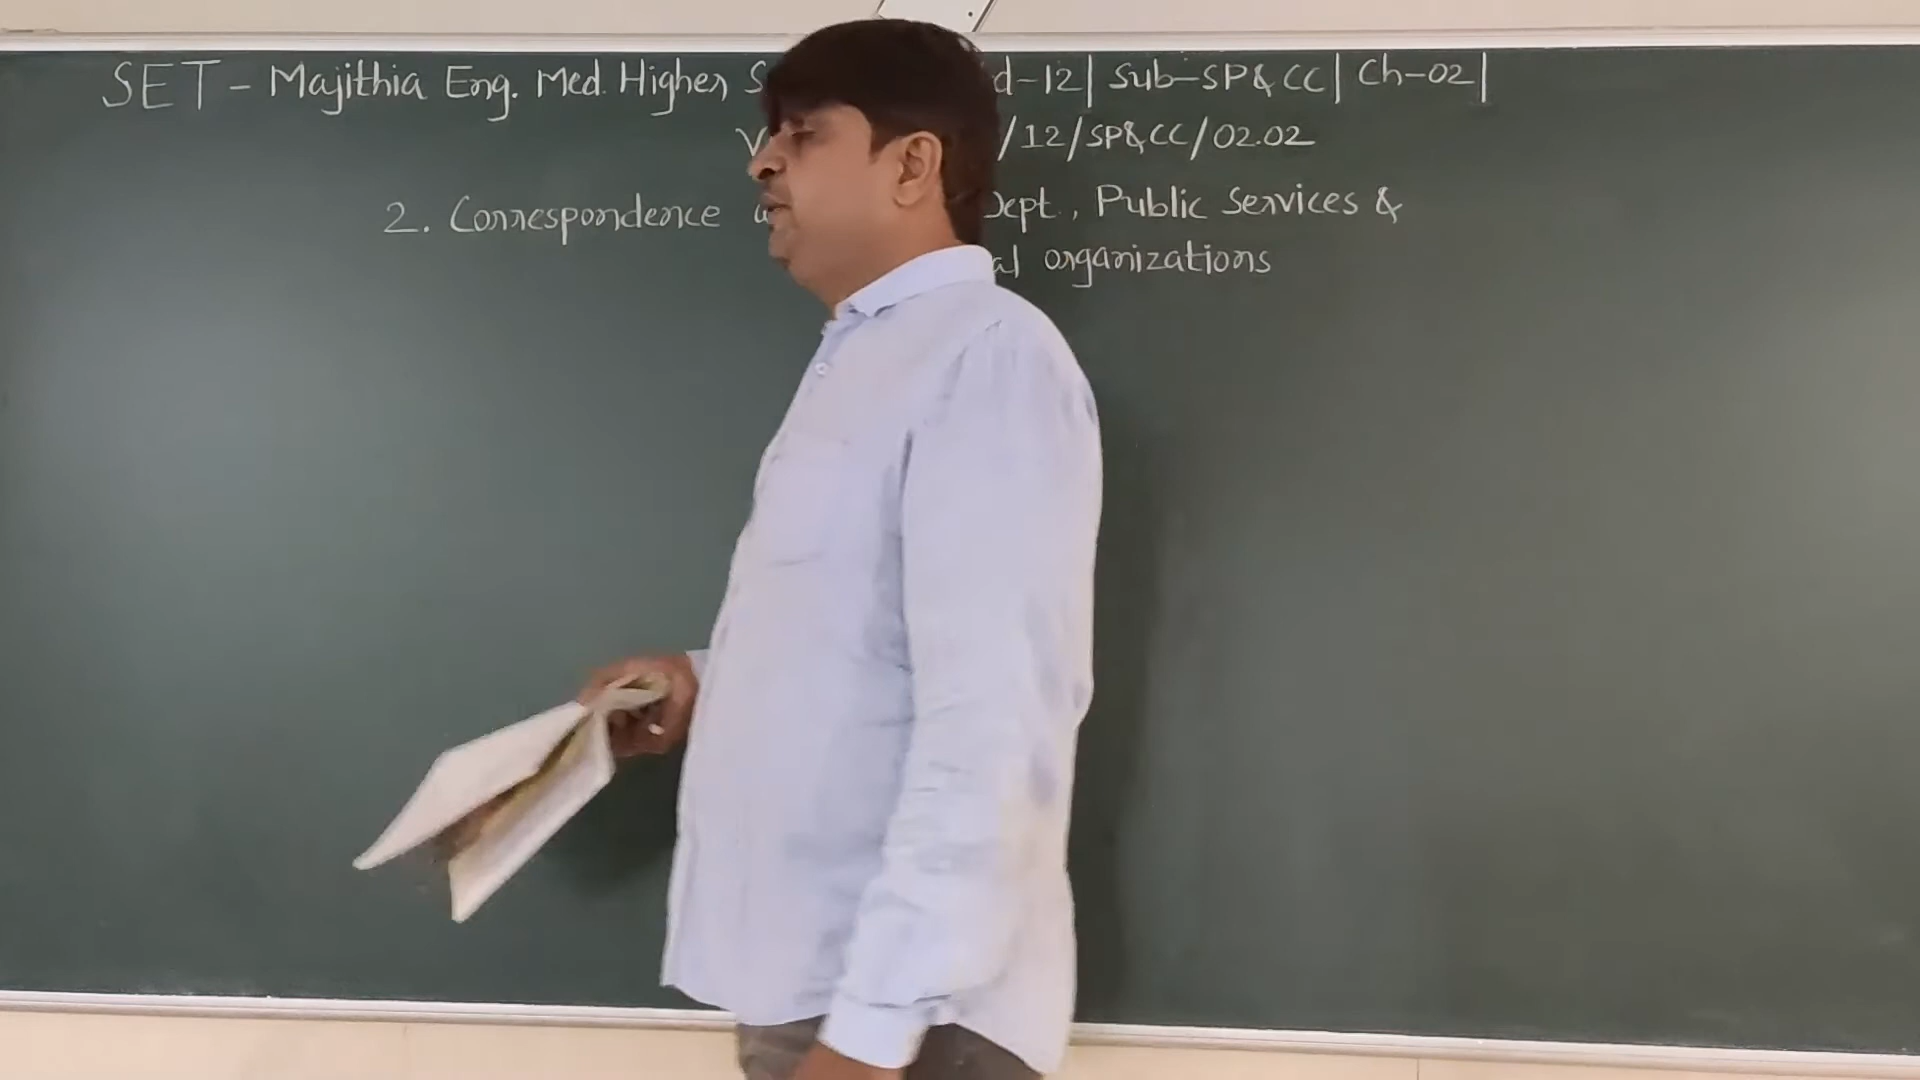 SET - Majithia Eng. Med. Higher S d-12| Sub-SP&CC| Ch-02|
V /12/SP&CC/02.02
2. Correspondence Dept., Public Services &
al organizations